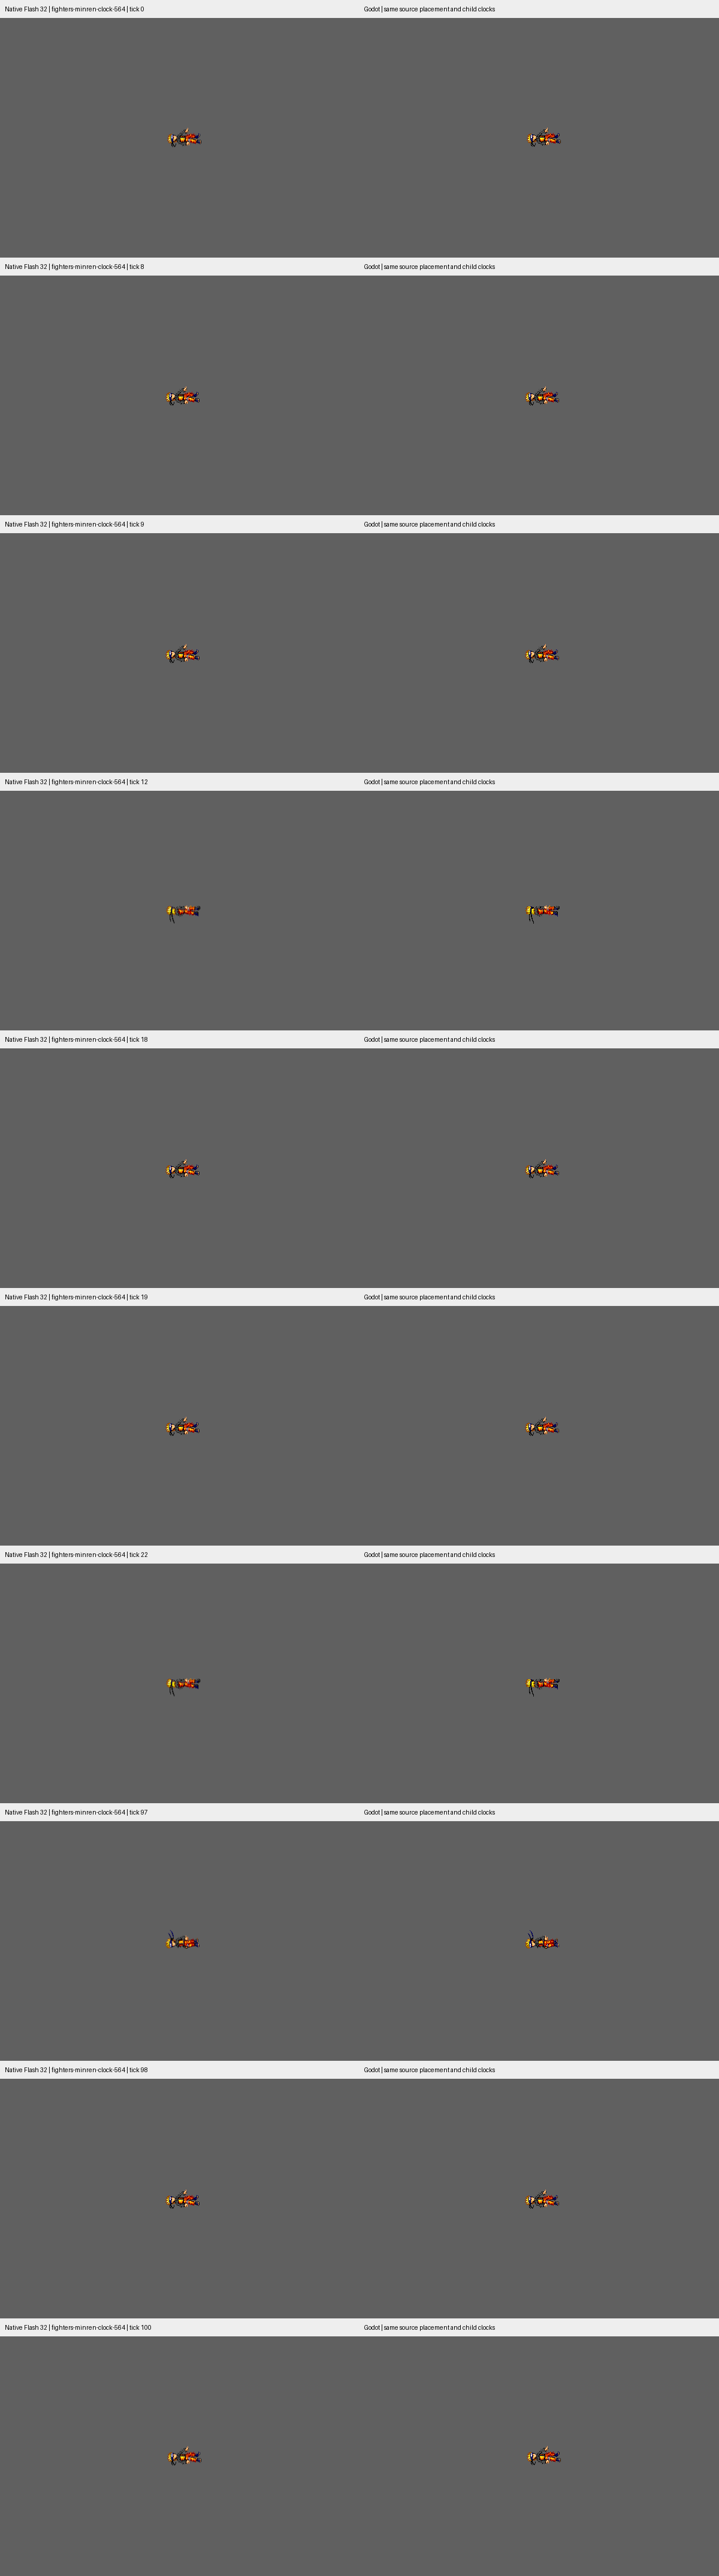 Native Flash 32 | fighters-minren-clock-564 | tick 0
Godot | same source placement and child clocks
Native Flash 32 | fighters-minren-clock-564 | tick 8
Godot | same source placement and child clocks
Native Flash 32 | fighters-minren-clock-564 | tick 9
Godot | same source placement and child clocks
Native Flash 32 | fighters-minren-clock-564 | tick 12
Godot | same source placement and child clocks
Native Flash 32 | fighters-minren-clock-564 | tick 18
Godot | same source placement and child clocks
Native Flash 32 | fighters-minren-clock-564 | tick 19
Godot | same source placement and child clocks
Native Flash 32 | fighters-minren-clock-564 | tick 22
Godot | same source placement and child clocks
Native Flash 32 | fighters-minren-clock-564 | tick 97
Godot | same source placement and child clocks
Native Flash 32 | fighters-minren-clock-564 | tick 98
Godot | same source placement and child clocks
Native Flash 32 | fighters-minren-clock-564 | tick 100
Godot | same source placement and child clocks